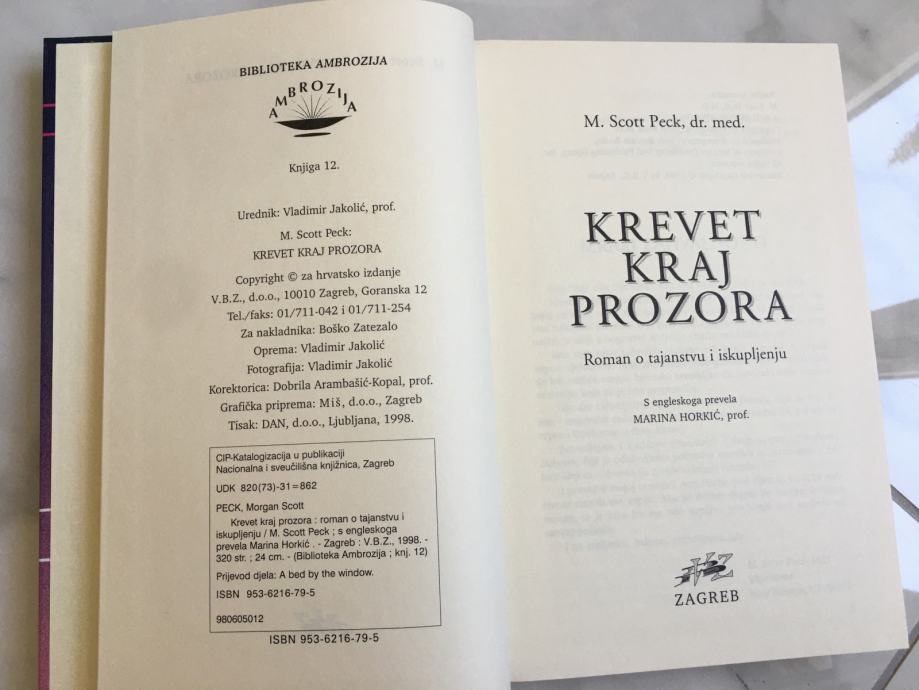 BIBLIOTEKA AMBROZIJA
AMBROZIJA
Knjiga 12.
Urednik: Vladimir Jakolić, prof.
M. Scott Peck:
KREVET KRAJ PROZORA
Copyright © za hrvatsko izdanje
V.B.Z., d.o.o., 10010 Zagreb, Goranska 12
Tel./faks: 01/711-042 i 01/711-254
Za nakladnika: Boško Zatezalo
Oprema: Vladimir Jakolić
Fotografija: Vladimir Jakolić
Korektorica: Dobrila Arambašić-Kopal, prof.
Grafička priprema: Miš, d.o.o., Zagreb
Tisak: DAN, d.o.o., Ljubljana, 1998.
CIP-Katalogizacija u publikaciji
Nacionalna i sveučilišna knjižnica, Zagreb
UDK 820(73)-31=862
PECK, Morgan Scott
Krevet kraj prozora : roman o tajanstvu i
iskupljenju / M. Scott Peck ; s engleskoga
prevela Marina Horkić . - Zagreb : V.B.Z., 1998. -
320 str. ; 24 cm. - (Biblioteka Ambrozija ; knj. 12)
Prijevod djela: A bed by the window.
ISBN 953-6216-79-5
980605012
ISBN 953-6216-79-5
M. Scott Peck, dr. med.
KREVET
KRAJ
PROZORA
Roman o tajanstvu i iskupljenju
S engleskoga prevela
MARINA HORKIĆ, prof.
VBZ
ZAGREB